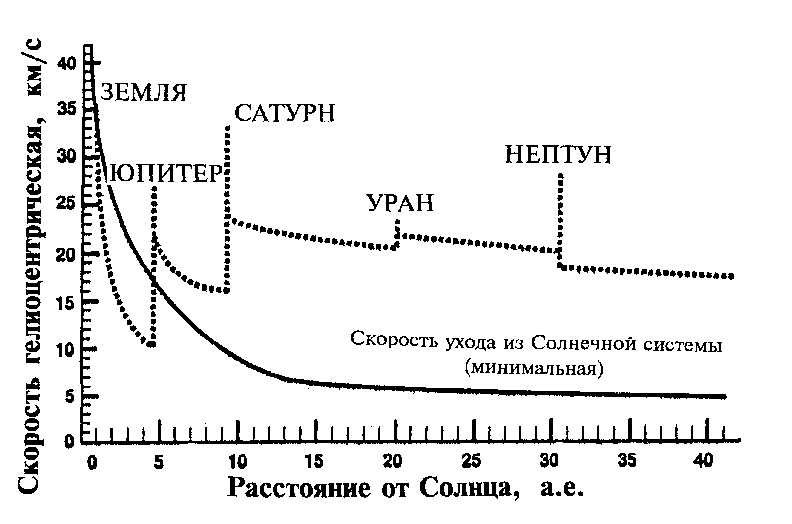 Скорость гелиоцентрическая, км/с
40
35
30
25
20
15
10
5
0
ЗЕМЛЯ
ЮПИТЕР
САТУРН
УРАН
НЕПТУН
Скорость ухода из Солнечной системы
(минимальная)
0 5 10 15 20 25 30 35 40
Расстояние от Солнца, а.е.